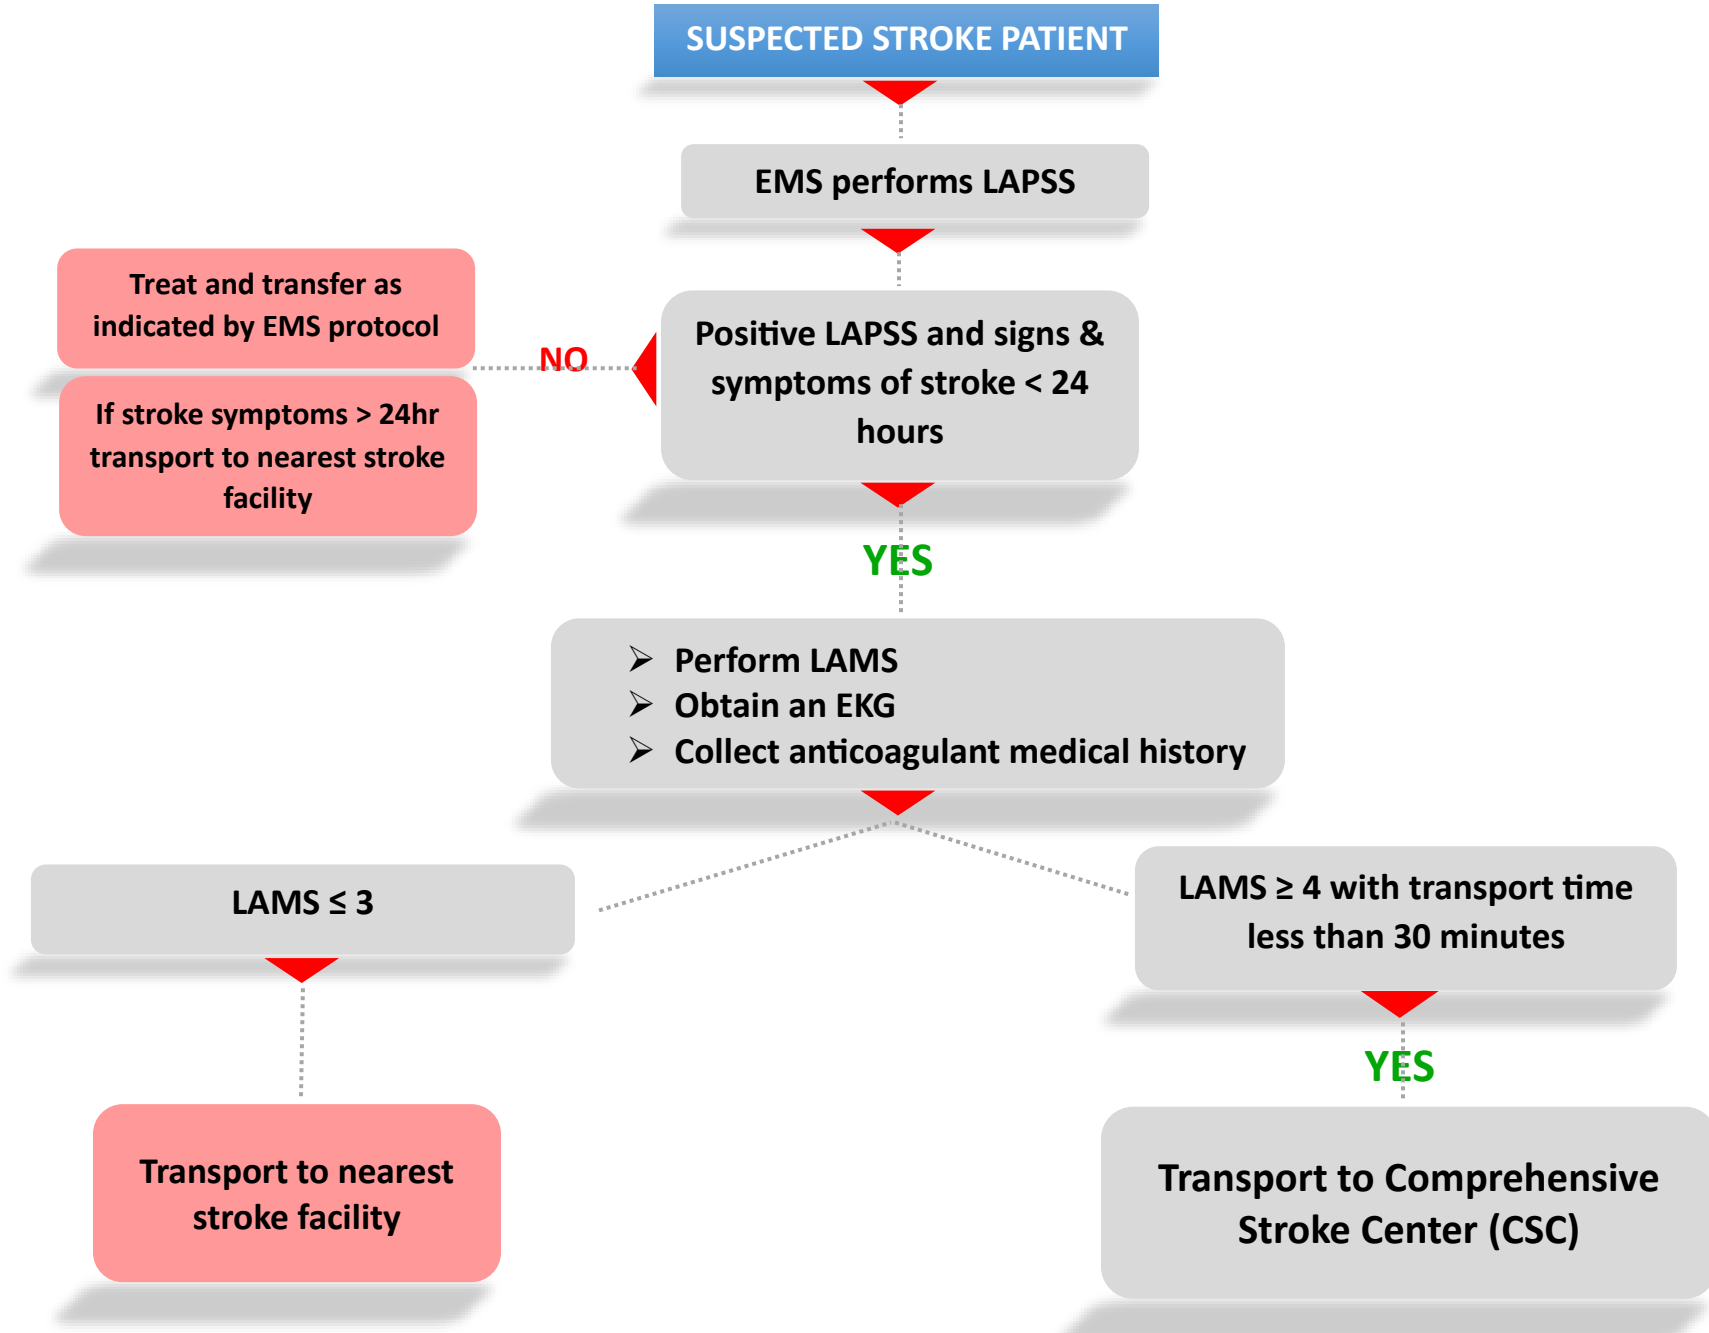 SUSPECTED STROKE PATIENT
EMS performs LAPSS
Treat and transfer as
indicated by EMS protocol
NO
If stroke symptoms > 24hr
transport to nearest stroke
facility
Positive LAPSS and signs &
symptoms of stroke < 24
hours
YES
➢ Perform LAMS
➢ Obtain an EKG
➢ Collect anticoagulant medical history
LAMS ≤ 3
LAMS ≥ 4 with transport time
less than 30 minutes
YES
Transport to nearest
stroke facility
Transport to Comprehensive
Stroke Center (CSC)